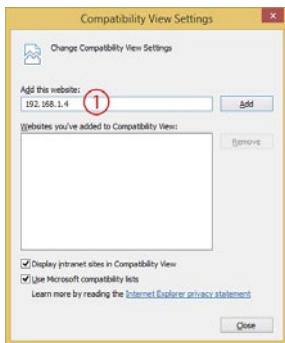 Compatibility View Settings
x
Change Compatibility View Settings
Add this website:
192.168.1.4
1
Add
Websites you've added to Compatibility View:
Remove
Display intranet sites in Compatibility View
Use Microsoft compatibility lists
Learn more by reading the Internet Explorer privacy statement
Close